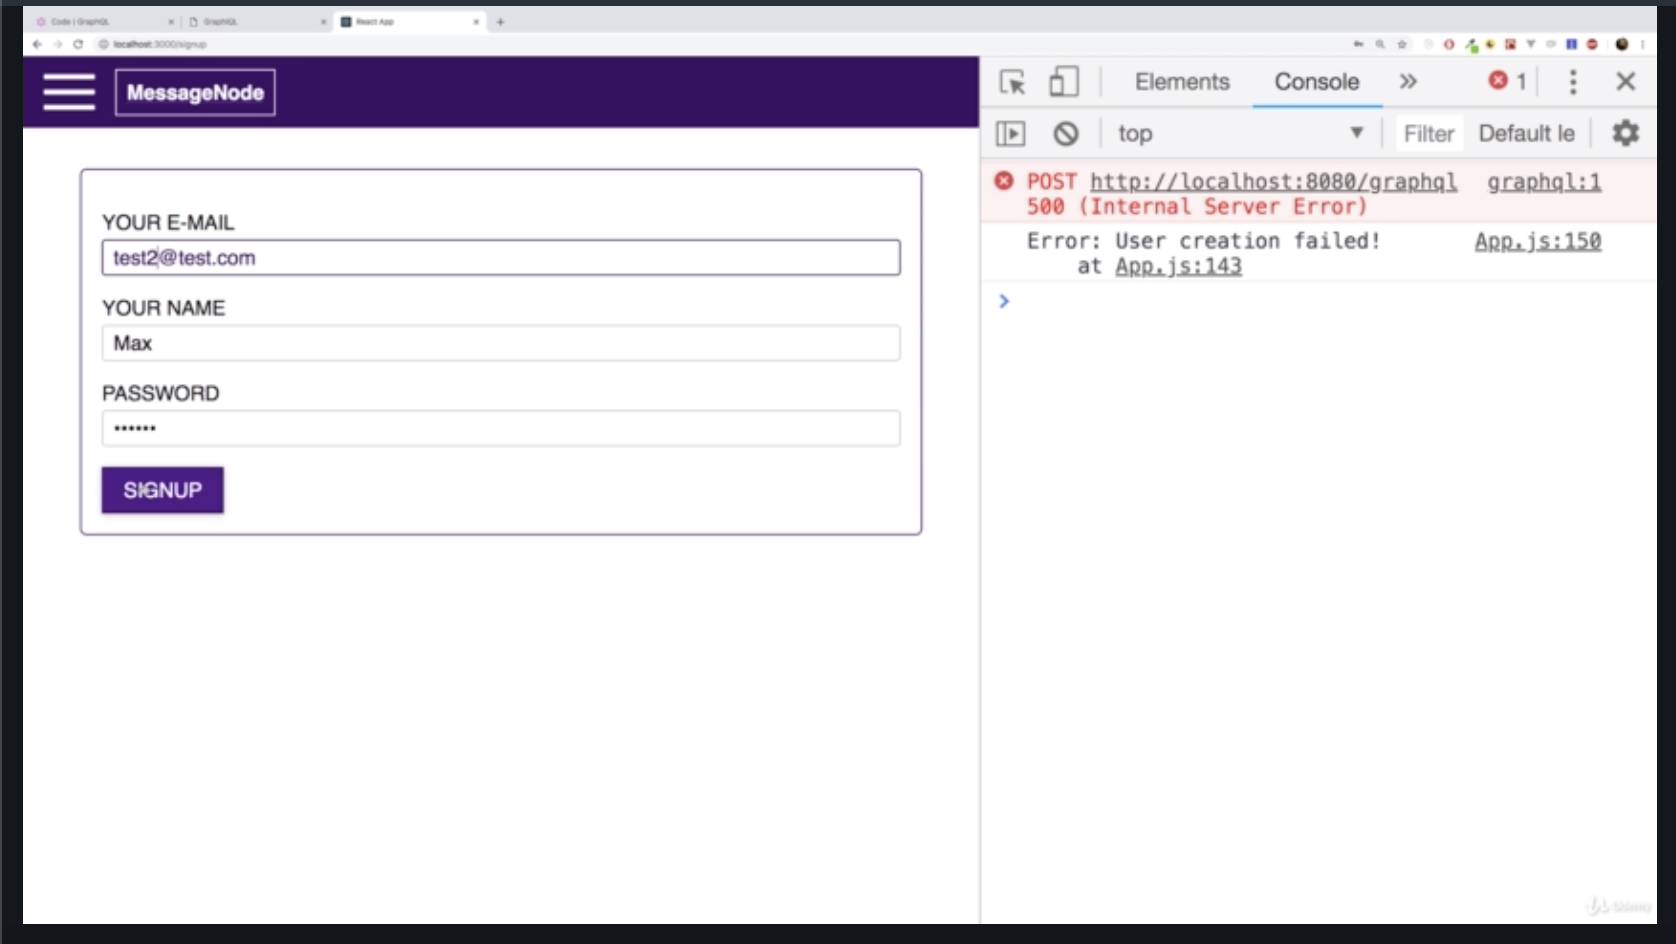 Code | GraphQL
GraphiQL
React App
localhost:3000/signup
MessageNode
YOUR E-MAIL
test2@test.com
YOUR NAME
Max
PASSWORD
••••••
SIGNUP
Elements Console 1
top Filter Default le
POST http://localhost:8080/graphql graphql:1
500 (Internal Server Error)
Error: User creation failed! App.js:150
at App.js:143
Udemy